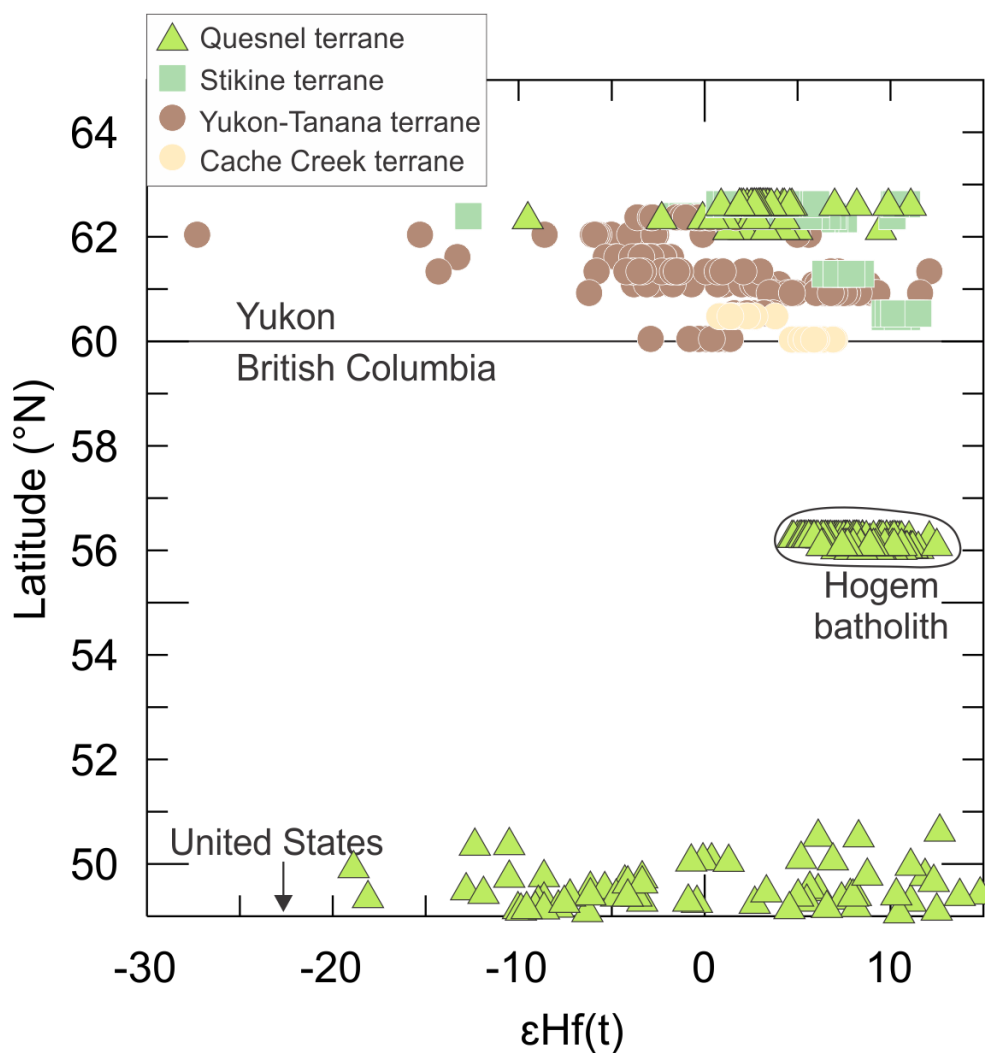 Quesnel terrane
Stikine terrane
Yukon-Tanana terrane
Cache Creek terrane
64
62
Yukon
60
British Columbia
58
Latitude (°N)
56
Hogem
batholith
54
52
United States
50
-30
-20
-10
0
10
εHf(t)